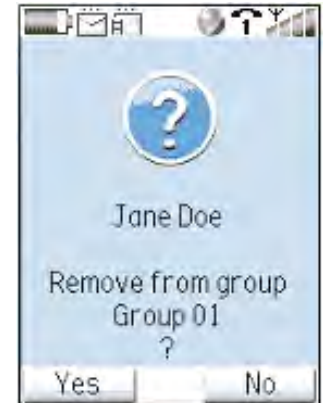 ?
Jane Doe
Remove from group
Group 01
?
Yes No